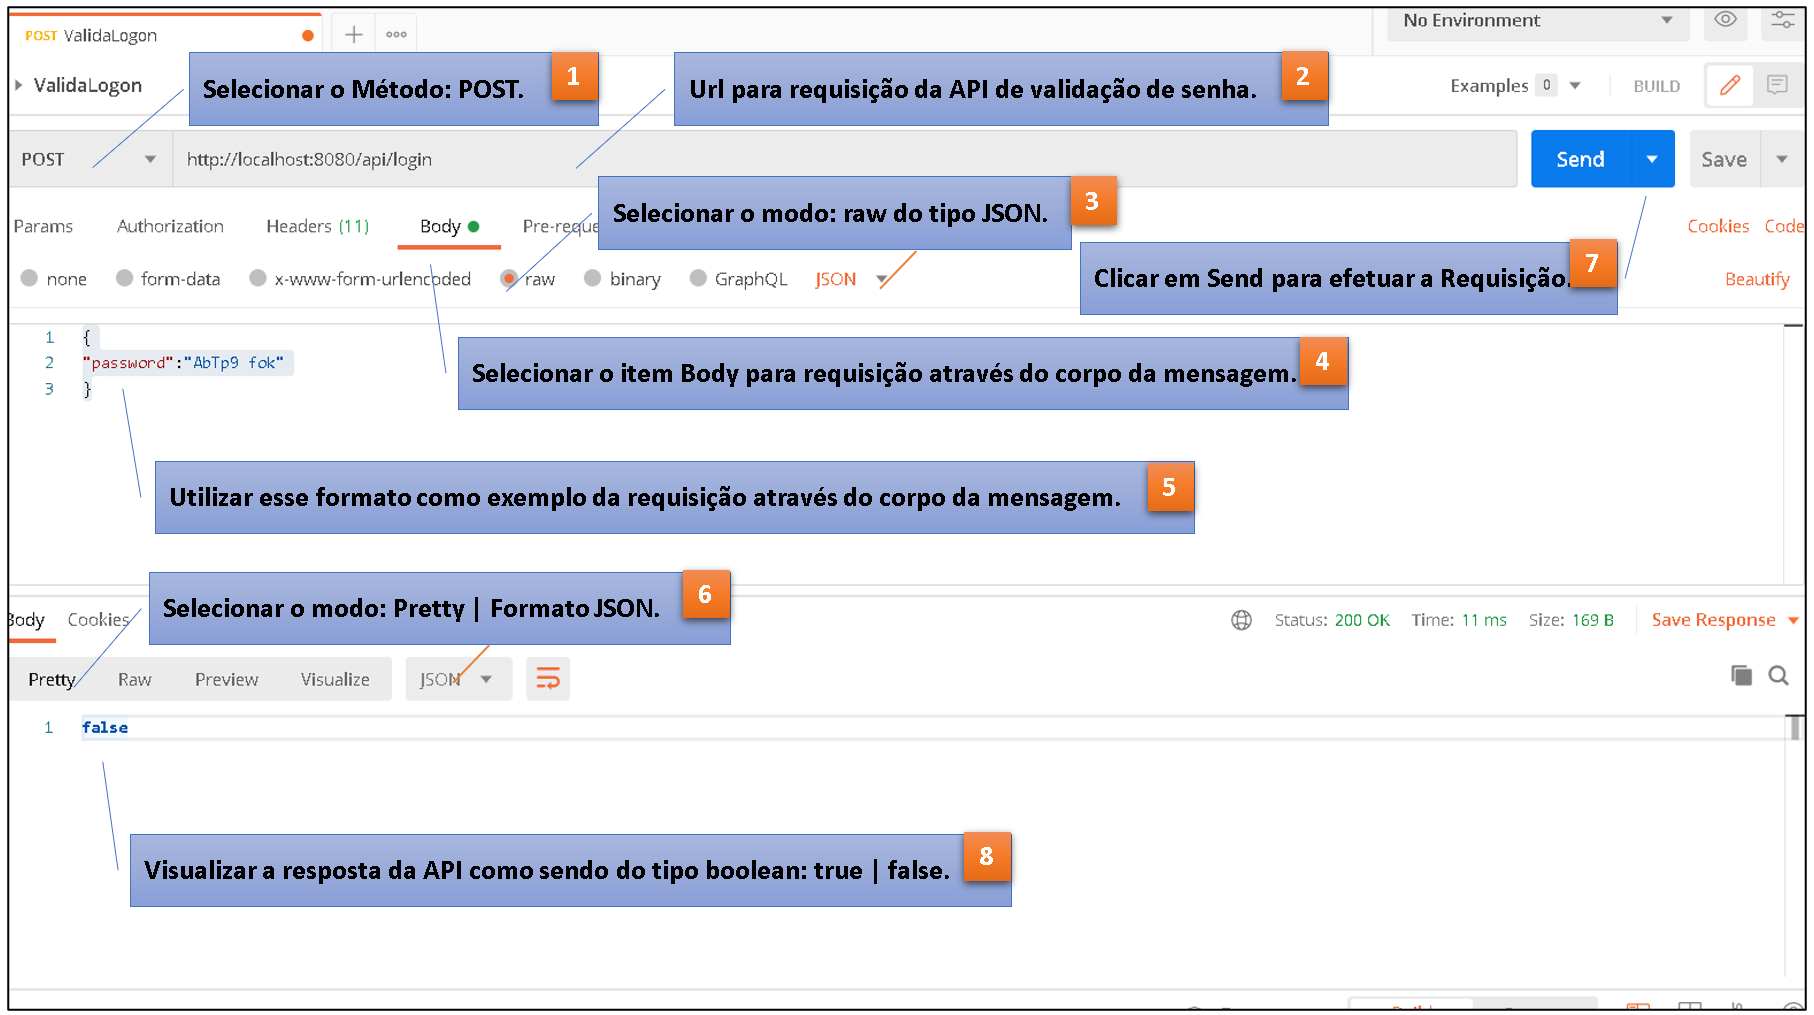 POST ValidaLogon
No Environment
ValidaLogon
Selecionar o Método: POST.
1
Url para requisição da API de validação de senha.
2
Examples 0
BUILD
POST
http://localhost:8080/api/login
Send
Save
Selecionar o modo: raw do tipo JSON.
3
Params
Authorization
Headers (11)
Body
Pre-reque
Cookies
Code
none
form-data
x-www-form-urlencoded
raw
binary
GraphQL
JSON
Clicar em Send para efetuar a Requisição.
7
Beautify
1 {
2 "password":"AbTp9 fok"
3 }
Selecionar o item Body para requisição através do corpo da mensagem.
4
Utilizar esse formato como exemplo da requisição através do corpo da mensagem.
5
Selecionar o modo: Pretty | Formato JSON.
6
Body
Cookies
Status: 200 OK
Time: 11 ms
Size: 169 B
Save Response
Pretty
Raw
Preview
Visualize
JSON
1 false
Visualizar a resposta da API como sendo do tipo boolean: true | false.
8